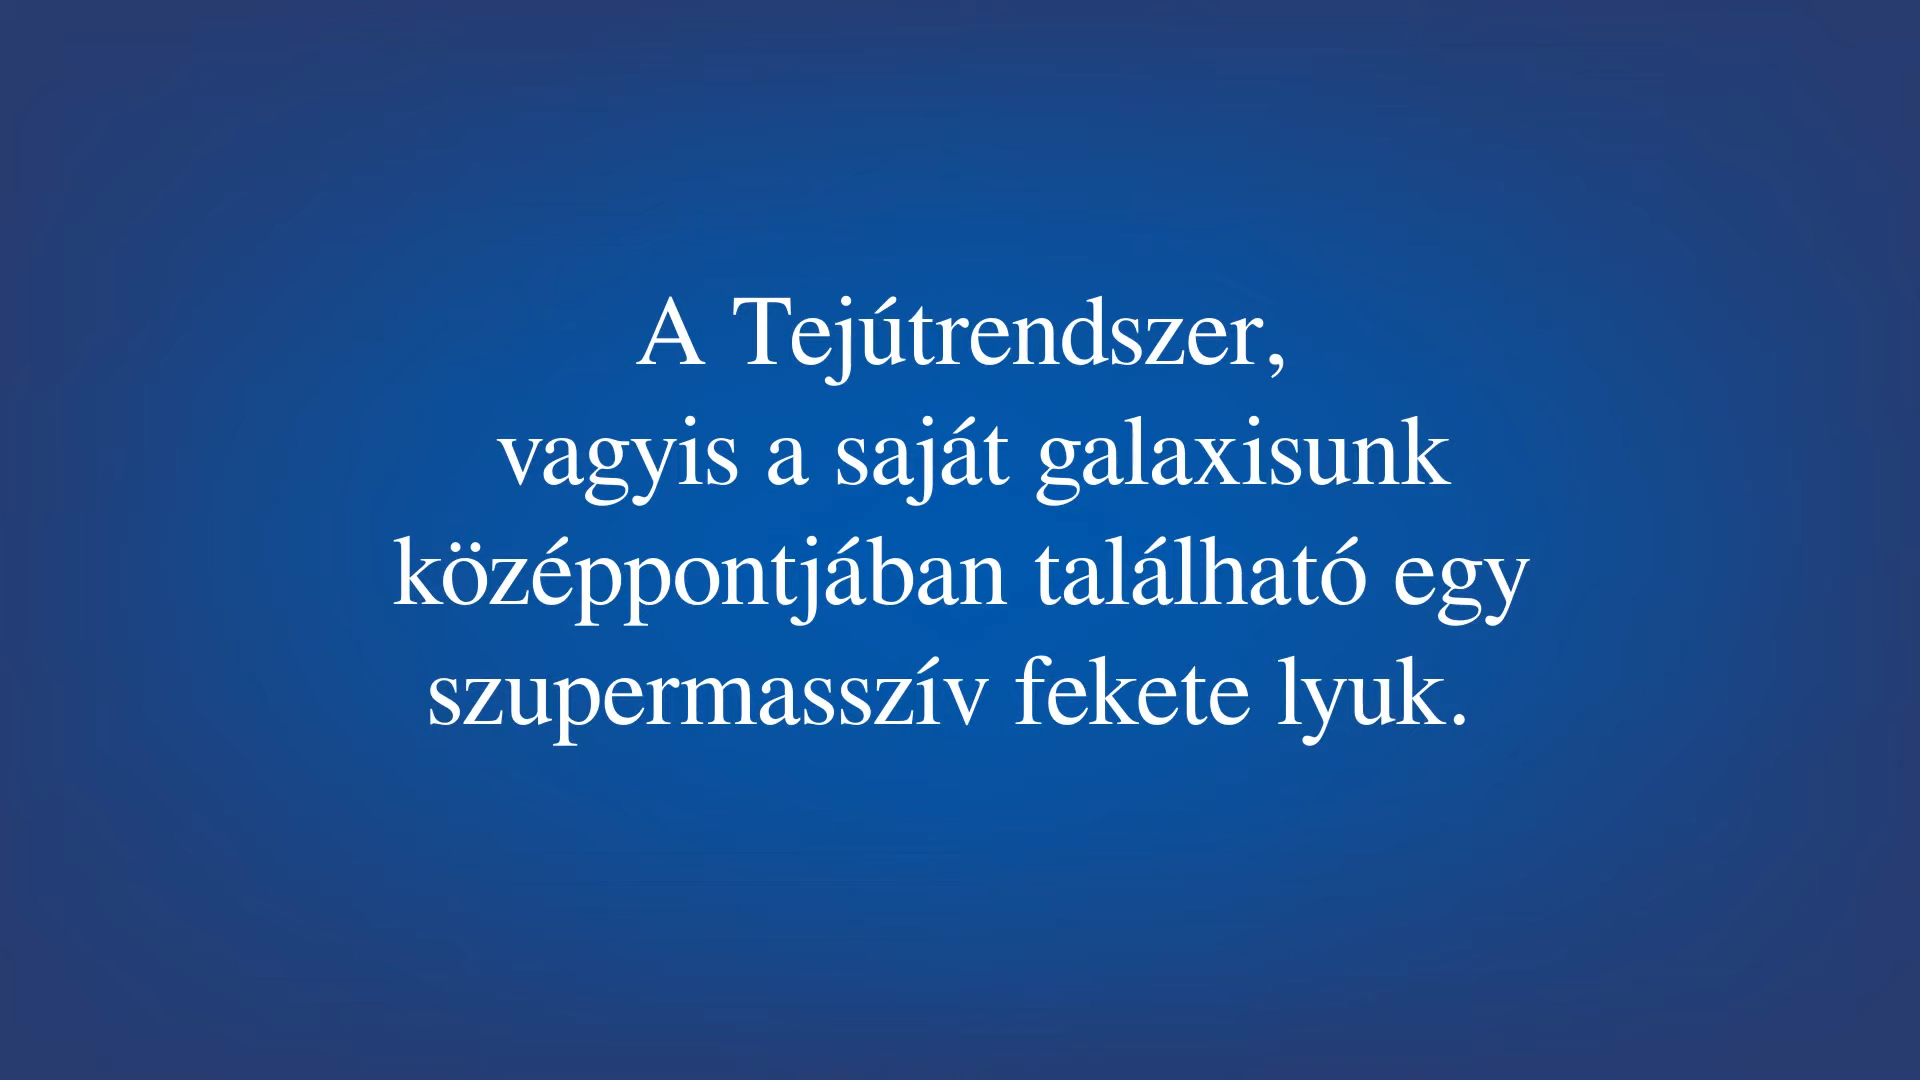 A Tejútrendszer,
vagyis a saját galaxisunk
középpontjában található egy
szupermasszív fekete lyuk.